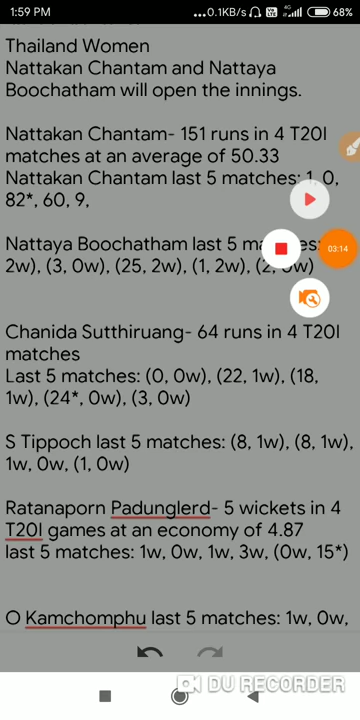 1:59 PM ...0.1KB/s 4G 68%
Thailand Women
Nattakan Chantam and Nattaya
Boochatham will open the innings.
Nattakan Chantam- 151 runs in 4 T20I
matches at an average of 50.33
Nattakan Chantam last 5 matches: 1, 0,
82*, 60, 9,
Nattaya Boochatham last 5
2w), (3, 0w), (25, 2w), (1, 2w), (2, 0w)
03:14
Chanida Sutthiruang- 64 runs in 4 T20I
matches
Last 5 matches: (0, 0w), (22, 1w), (18,
1w), (24*, 0w), (3, 0w)
S Tippoch last 5 matches: (8, 1w), (8, 1w),
1w, 0w, (1, 0w)
Ratanaporn Padunglerd- 5 wickets in 4
T20I games at an economy of 4.87
last 5 matches: 1w, 0w, 1w, 3w, (0w, 15*)
O Kamchomphu last 5 matches: 1w, 0w,
DU RECORDER